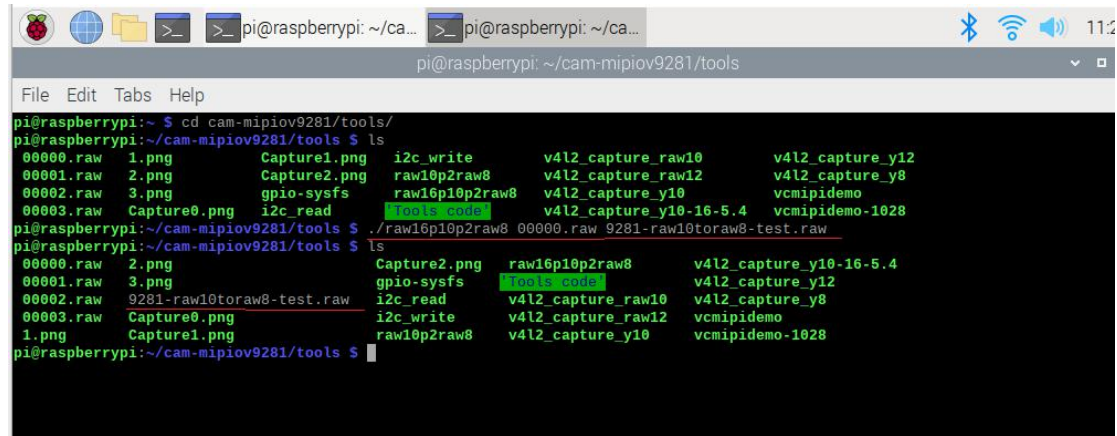 pi@raspberrypi: ~/ca... pi@raspberrypi: ~/ca... 11:2
pi@raspberrypi: ~/cam-mipiov9281/tools
File Edit Tabs Help
pi@raspberrypi:~ $ cd cam-mipiov9281/tools/
pi@raspberrypi:~/cam-mipiov9281/tools $ ls
00000.raw 1.png Capture1.png i2c_write v4l2_capture_raw10 v4l2_capture_y12
00001.raw 2.png Capture2.png raw10p2raw8 v4l2_capture_raw12 v4l2_capture_y8
00002.raw 3.png gpio-sysfs raw16p10p2raw8 v4l2_capture_y10 vcmipidemo
00003.raw Capture0.png i2c_read 'Tools code' v4l2_capture_y10-16-5.4 vcmipidemo-1028
pi@raspberrypi:~/cam-mipiov9281/tools $ ./raw16p10p2raw8 00000.raw 9281-raw10toraw8-test.raw
pi@raspberrypi:~/cam-mipiov9281/tools $ ls
00000.raw 2.png Capture2.png raw16p10p2raw8 v4l2_capture_y10-16-5.4
00001.raw 3.png gpio-sysfs 'Tools code' v4l2_capture_y12
00002.raw 9281-raw10toraw8-test.raw i2c_read v4l2_capture_raw10 v4l2_capture_y8
00003.raw Capture0.png i2c_write v4l2_capture_raw12 vcmipidemo
1.png Capture1.png raw10p2raw8 v4l2_capture_y10 vcmipidemo-1028
pi@raspberrypi:~/cam-mipiov9281/tools $